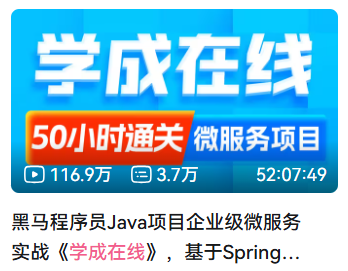 学成在线
50小时通关 微服务项目
116.9万 3.7万 52:07:49
黑马程序员Java项目企业级微服务
实战《学成在线》，基于Spring...